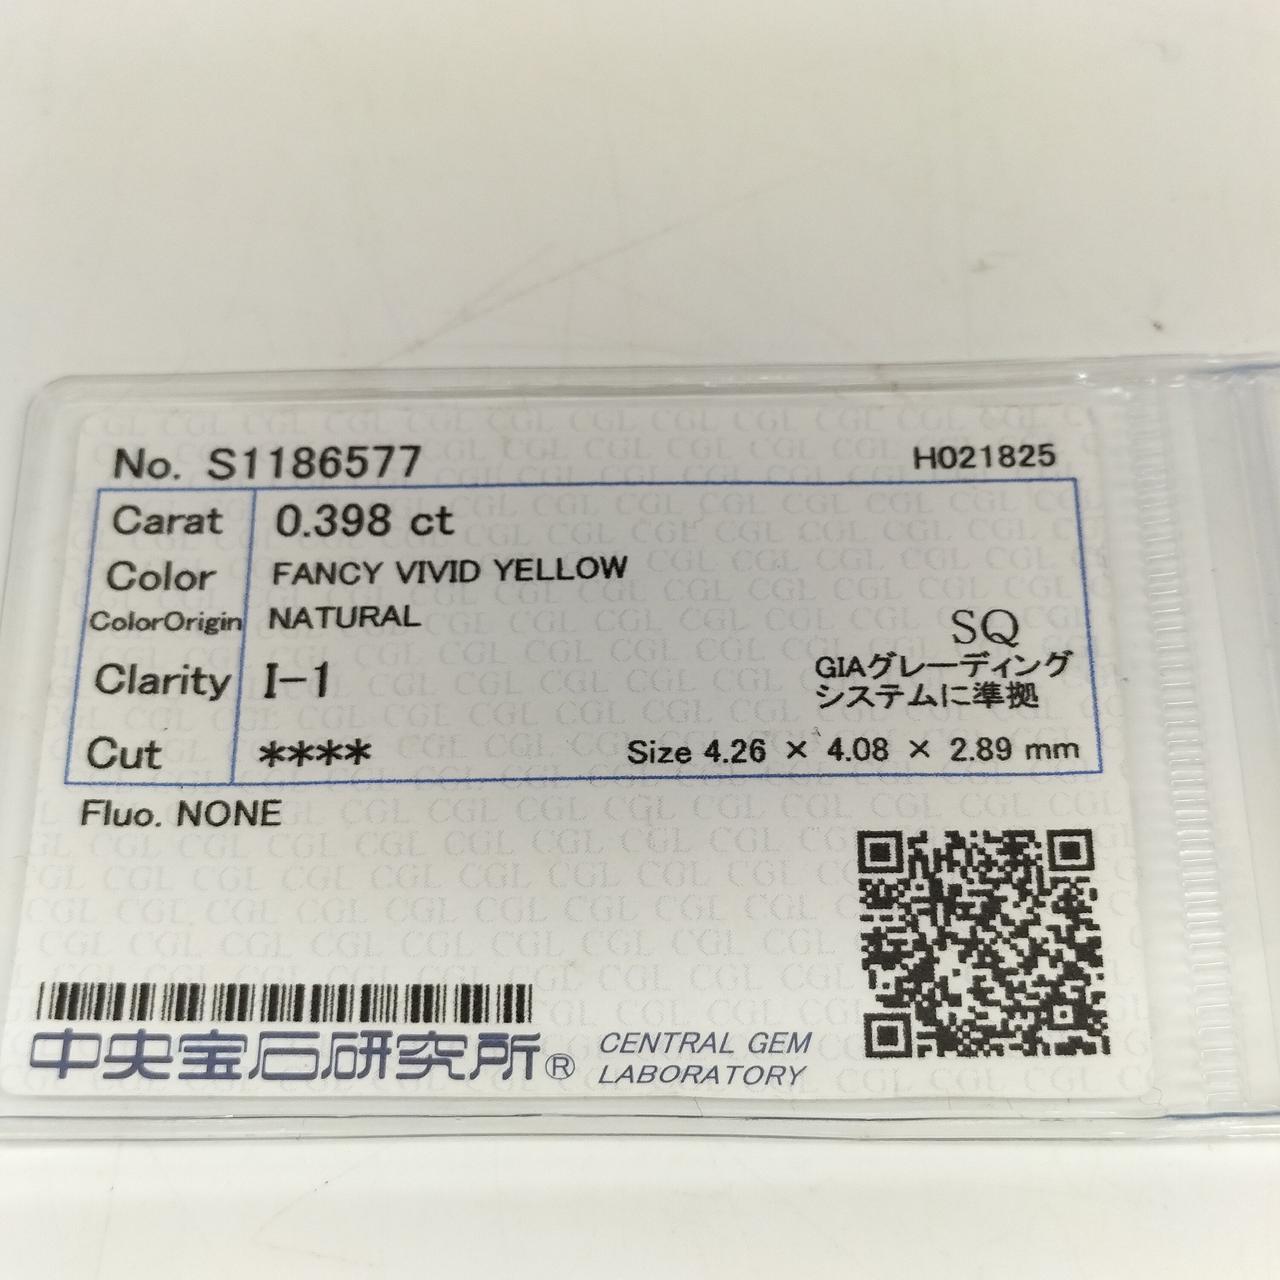 No. S1186577
H021825
Carat 0.398 ct
Color FANCY VIVID YELLOW
ColorOrigin NATURAL
SQ
Clarity I-1
GIAグレーディング
システムに準拠
Cut ****
Size 4.26 × 4.08 × 2.89 mm
Fluo. NONE
中央宝石研究所®
CENTRAL GEM
LABORATORY